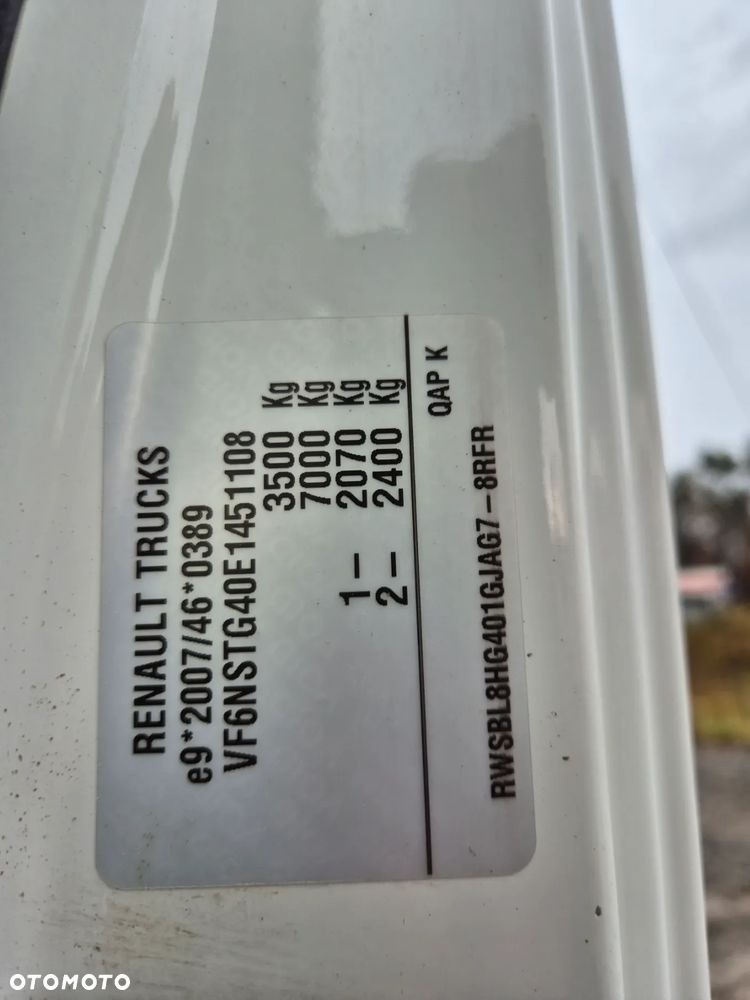 RENAULT TRUCKS
e9*2007/46*0389
VF6NSTG40E1451108
3500 Kg
7000 Kg
1– 2070 Kg
2– 2400 Kg
QAP K
RWSBL8HG401GJAG7–8RFR
OTOMOTO